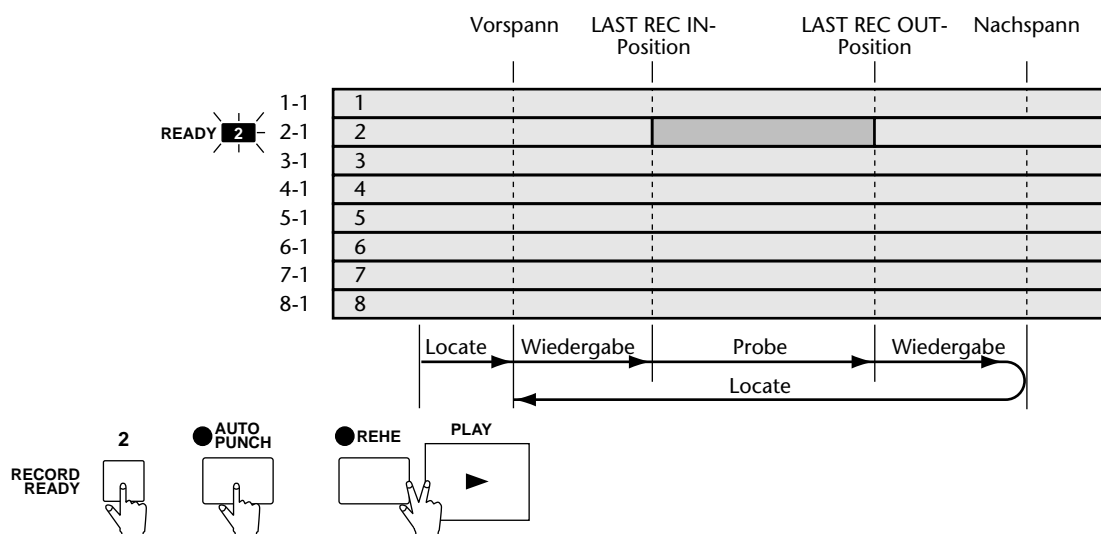 Vorspann
LAST REC IN-
Position
LAST REC OUT-
Position
Nachspann
1-1 1
READY 2 2-1 2
3-1 3
4-1 4
5-1 5
6-1 6
7-1 7
8-1 8
Locate Wiedergabe Probe Wiedergabe
Locate
RECORD
READY
2
AUTO
PUNCH
REHE
PLAY